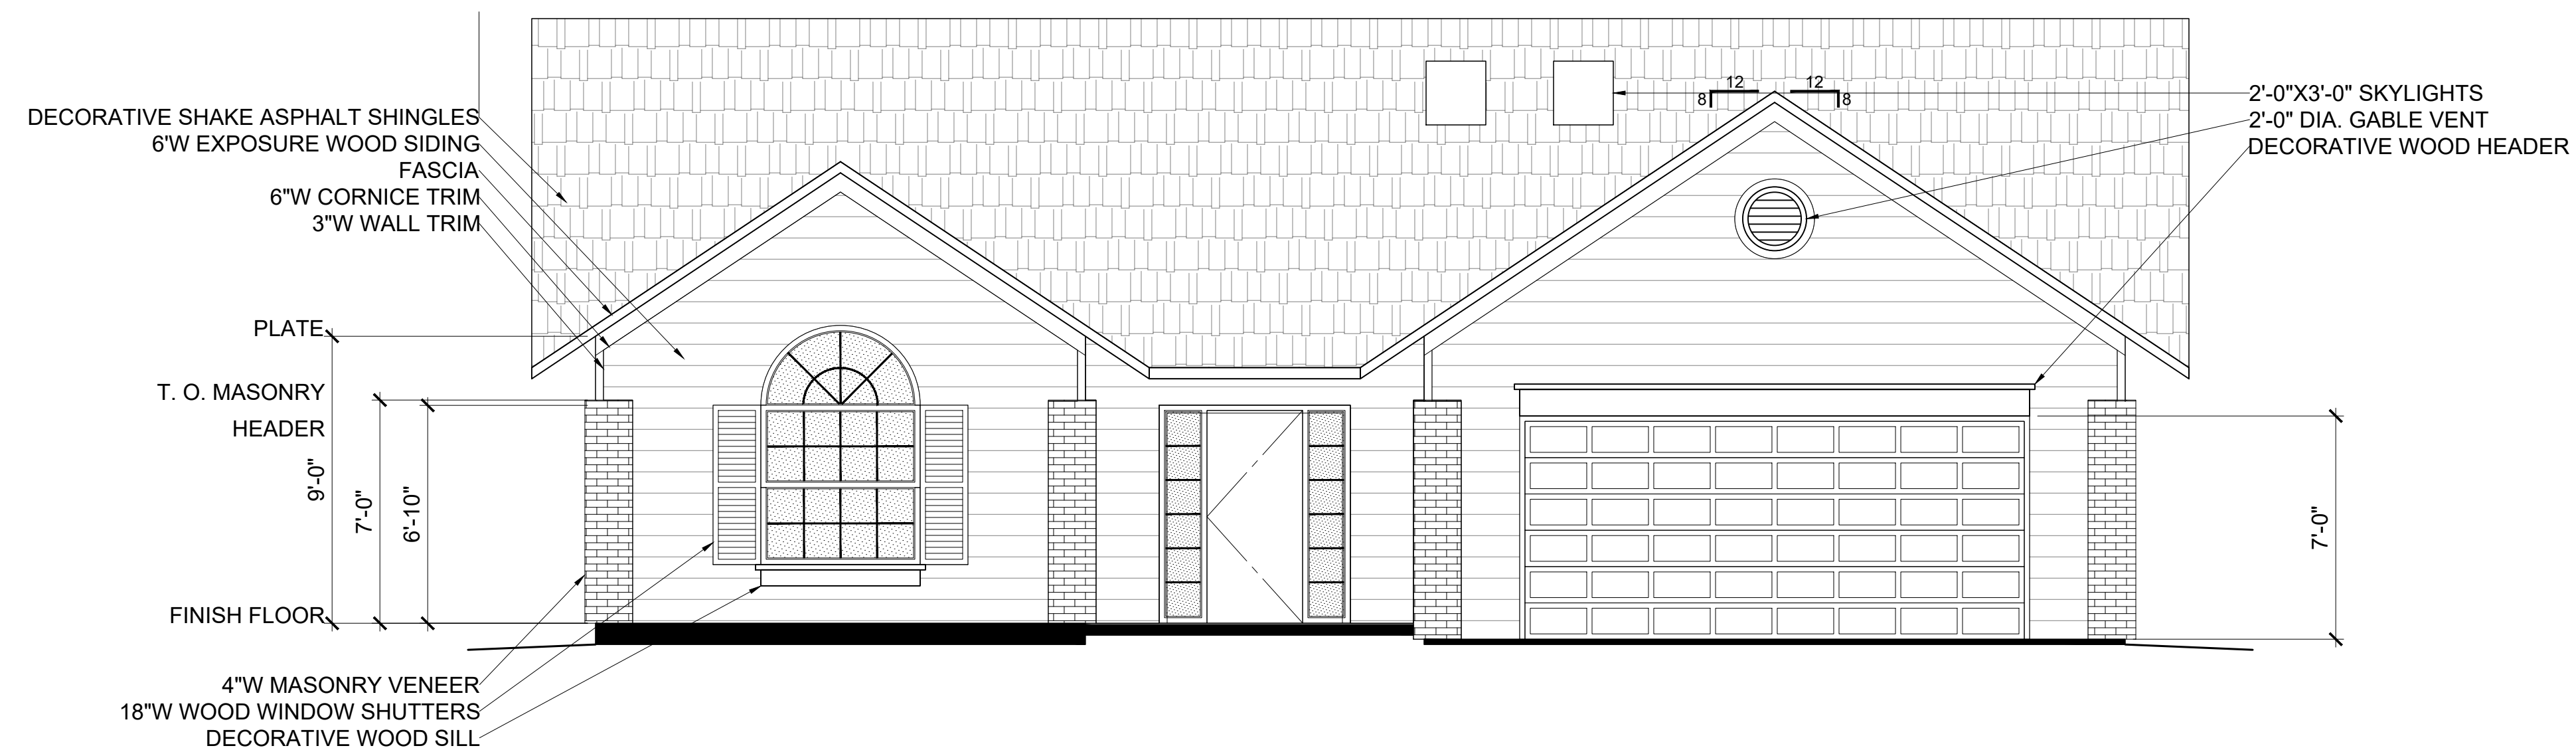 DECORATIVE SHAKE ASPHALT SHINGLES
6'W EXPOSURE WOOD SIDING
FASCIA
6"W CORNICE TRIM
3"W WALL TRIM
12
12
8
8
2'-0"X3'-0" SKYLIGHTS
2'-0" DIA. GABLE VENT
DECORATIVE WOOD HEADER
PLATE
T. O. MASONRY
HEADER
9'-0"
7'-0"
6'-10"
7'-0"
FINISH FLOOR
4"W MASONRY VENEER
18"W WOOD WINDOW SHUTTERS
DECORATIVE WOOD SILL